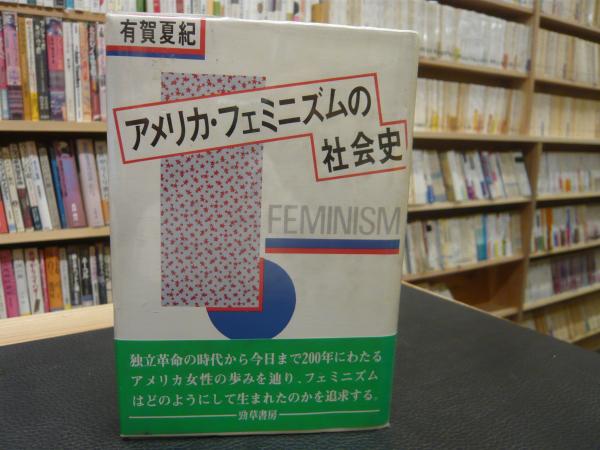 有賀夏紀
アメリカ・フェミニズムの
社会史
FEMINISM
独立革命の時代から今日まで200年にわたる
アメリカ女性の歩みを辿り、フェミニズム
はどのようにして生まれたのかを追求する。
勁草書房